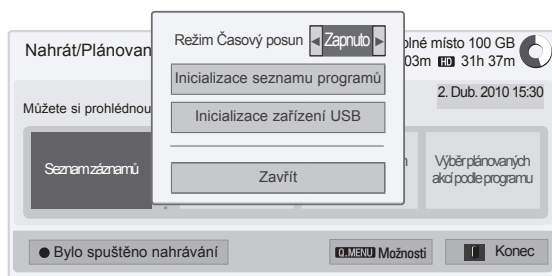 Nahrát/Plánovan
Režim Časový posun ◄ Zapnuto ►
lné místo 100 GB
03m HD 31h 37m
Inicializace seznamu programů
2. Dub. 2010 15:30
Můžete si prohlédnou
Inicializace zařízení USB
Seznam záznamů
Zavřít
Výběr plánovaných
akcí podle programu
● Bylo spuštěno nahrávání
Q.MENU Možnosti
Konec